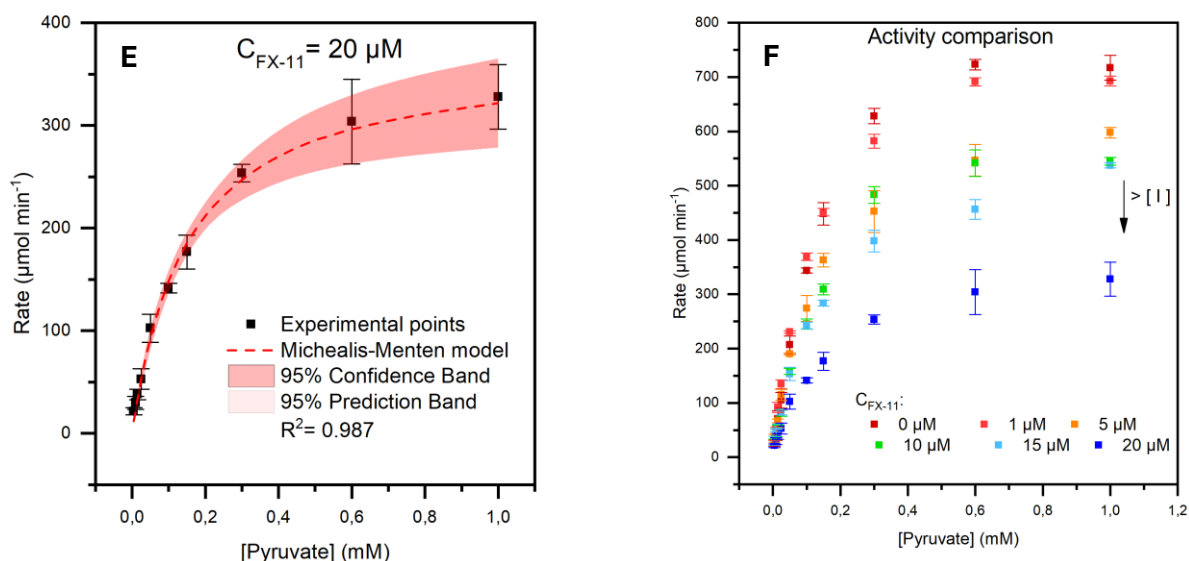 E
C_FX-11 = 20 µM
400
300
200
100
0
Rate (µmol min⁻¹)
Experimental points
Michealis-Menten model
95% Confidence Band
95% Prediction Band
R²= 0.987
0,0 0,2 0,4 0,6 0,8 1,0
[Pyruvate] (mM)
F
Activity comparison
800
700
600
500
400
300
200
100
0
Rate (µmol min⁻¹)
> [ I ]
C_FX-11:
0 µM 1 µM 5 µM
10 µM 15 µM 20 µM
0,0 0,2 0,4 0,6 0,8 1,0 1,2
[Pyruvate] (mM)